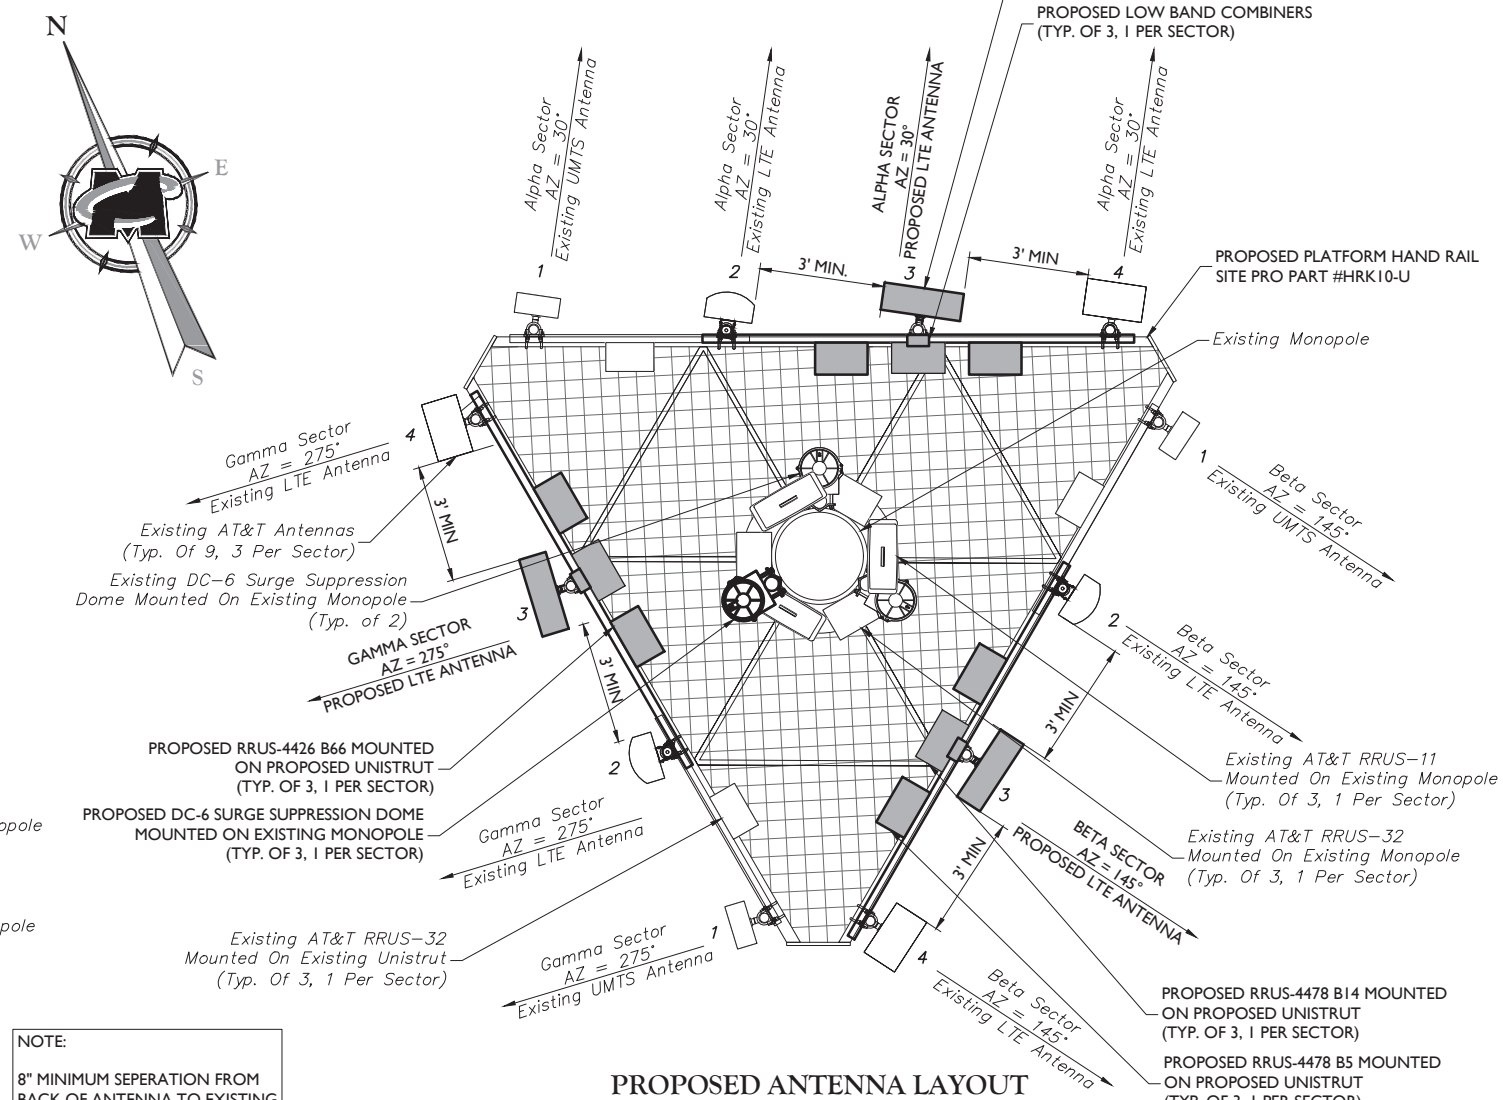 PROPOSED LOW BAND COMBINERS
(TYP. OF 3, 1 PER SECTOR)
N
E
W
S
Alpha Sector
AZ = 30°
Existing UMTS Antenna
Alpha Sector
AZ = 30°
Existing LTE Antenna
ALPHA SECTOR
AZ = 30°
PROPOSED LTE ANTENNA
Alpha Sector
AZ = 30°
Existing LTE Antenna
1
2
3' MIN.
3
3' MIN
4
PROPOSED PLATFORM HAND RAIL
SITE PRO PART #HRK10-U
Existing Monopole
Gamma Sector
AZ = 275°
Existing LTE Antenna
4
Existing AT&T Antennas
(Typ. Of 9, 3 Per Sector)
3' MIN
Existing DC-6 Surge Suppression
Dome Mounted On Existing Monopole
(Typ. of 2)
3
GAMMA SECTOR
AZ = 275°
PROPOSED LTE ANTENNA
3' MIN
1
Beta Sector
AZ = 145°
Existing UMTS Antenna
2
Beta Sector
AZ = 145°
Existing LTE Antenna
3' MIN
PROPOSED RRUS-4426 B66 MOUNTED
ON PROPOSED UNISTRUT
(TYP. OF 3, 1 PER SECTOR)
2
Existing AT&T RRUS-11
Mounted On Existing Monopole
(Typ. Of 3, 1 Per Sector)
opole
PROPOSED DC-6 SURGE SUPPRESSION DOME
MOUNTED ON EXISTING MONOPOLE
(TYP. OF 3, 1 PER SECTOR)
Gamma Sector
AZ = 275°
Existing LTE Antenna
3
BETA SECTOR
AZ = 145°
PROPOSED LTE ANTENNA
Existing AT&T RRUS-32
Mounted On Existing Monopole
(Typ. Of 3, 1 Per Sector)
3' MIN
pole
Existing AT&T RRUS-32
Mounted On Existing Unistrut
(Typ. Of 3, 1 Per Sector)
1
Gamma Sector
AZ = 275°
Existing UMTS Antenna
4
Beta Sector
AZ = 145°
Existing LTE Antenna
PROPOSED RRUS-4478 B14 MOUNTED
ON PROPOSED UNISTRUT
(TYP. OF 3, 1 PER SECTOR)
PROPOSED RRUS-4478 B5 MOUNTED
ON PROPOSED UNISTRUT
(TYP. OF 3, 1 PER SECTOR)
NOTE:
8" MINIMUM SEPERATION FROM
BACK OF ANTENNA TO EXISTING
PROPOSED ANTENNA LAYOUT